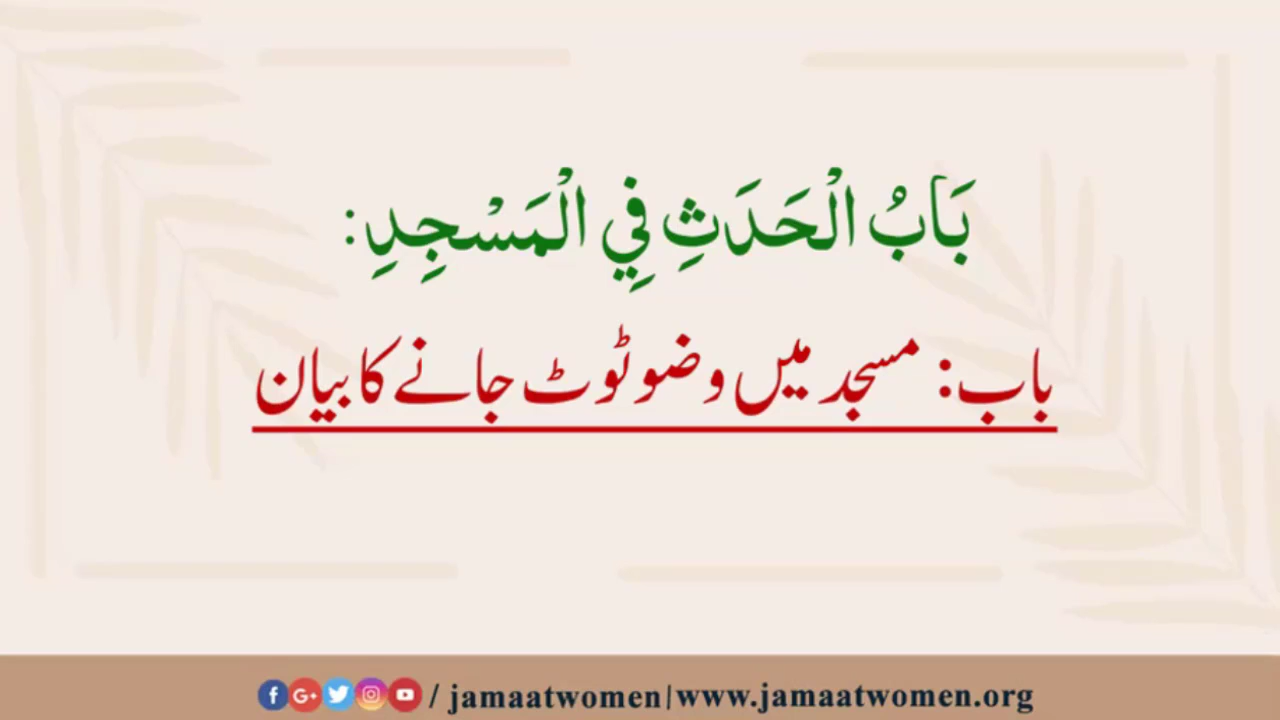 بَابُ الْحَدَثِ فِي الْمَسْجِدِ:
باب: مسجد میں وضو ٹوٹ جانے کا بیان
/ jamaatwomen|www.jamaatwomen.org